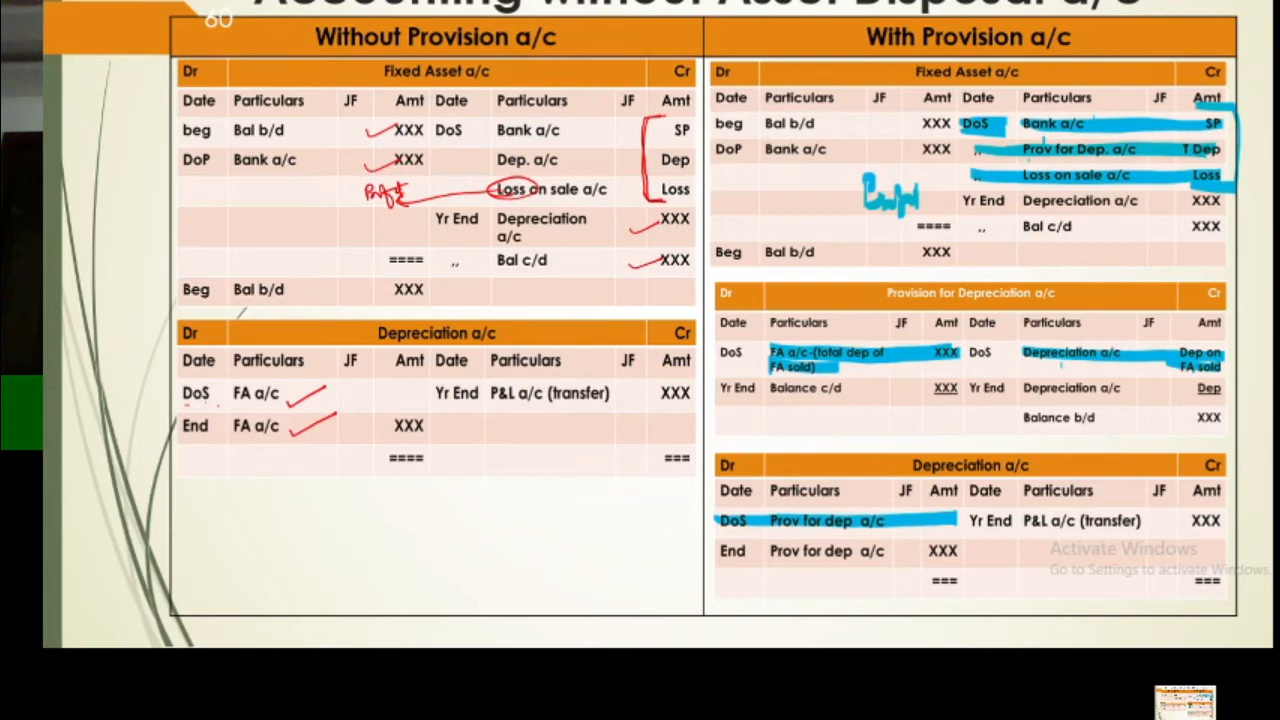 60
Accounting without Asset Disposal a/c
Without Provision a/c
Dr Fixed Asset a/c Cr
Date Particulars JF Amt Date Particulars JF Amt
beg Bal b/d XXX DoS Bank a/c SP
DoP Bank a/c XXX Dep. a/c Dep
Profit Loss on sale a/c Loss
Yr End Depreciation a/c XXX
==== ,, Bal c/d XXX
Beg Bal b/d XXX
Dr Depreciation a/c Cr
Date Particulars JF Amt Date Particulars JF Amt
DoS FA a/c Yr End P&L a/c (transfer) XXX
End FA a/c XXX
==== ===
With Provision a/c
Dr Fixed Asset a/c Cr
Date Particulars JF Amt Date Particulars JF Amt
beg Bal b/d XXX DoS Bank a/c SP
DoP Bank a/c XXX ,, Prov for Dep. a/c T Dep
,, Loss on sale a/c Loss
Yr End Depreciation a/c XXX
==== ,, Bal c/d XXX
Beg Bal b/d XXX
Dr Provision for Depreciation a/c Cr
Date Particulars JF Amt Date Particulars JF Amt
DoS FA a/c-(total dep of XXX DoS Depreciation a/c Dep on
FA sold) FA sold
Yr End Balance c/d XXX Yr End Depreciation a/c Dep
Balance b/d XXX
Dr Depreciation a/c Cr
Date Particulars JF Amt Date Particulars JF Amt
DoS Prov for dep a/c Yr End P&L a/c (transfer) XXX
End Prov for dep a/c XXX
=== ===
Activate Windows
Go to Settings to activate Windows.